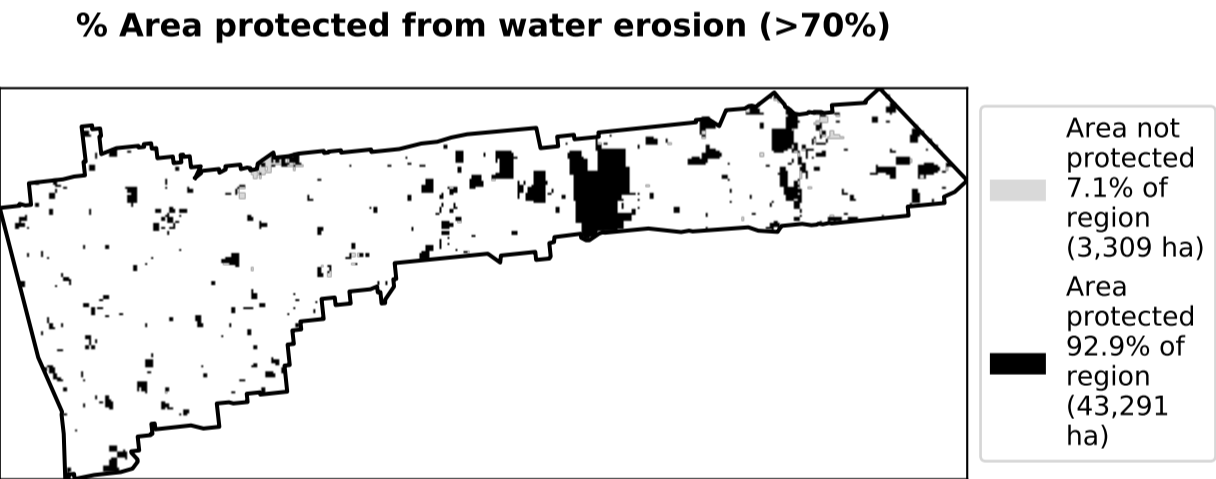 % Area protected from water erosion (>70%)
Area not
protected
7.1% of
region
(3,309 ha)
Area
protected
92.9% of
region
(43,291
ha)